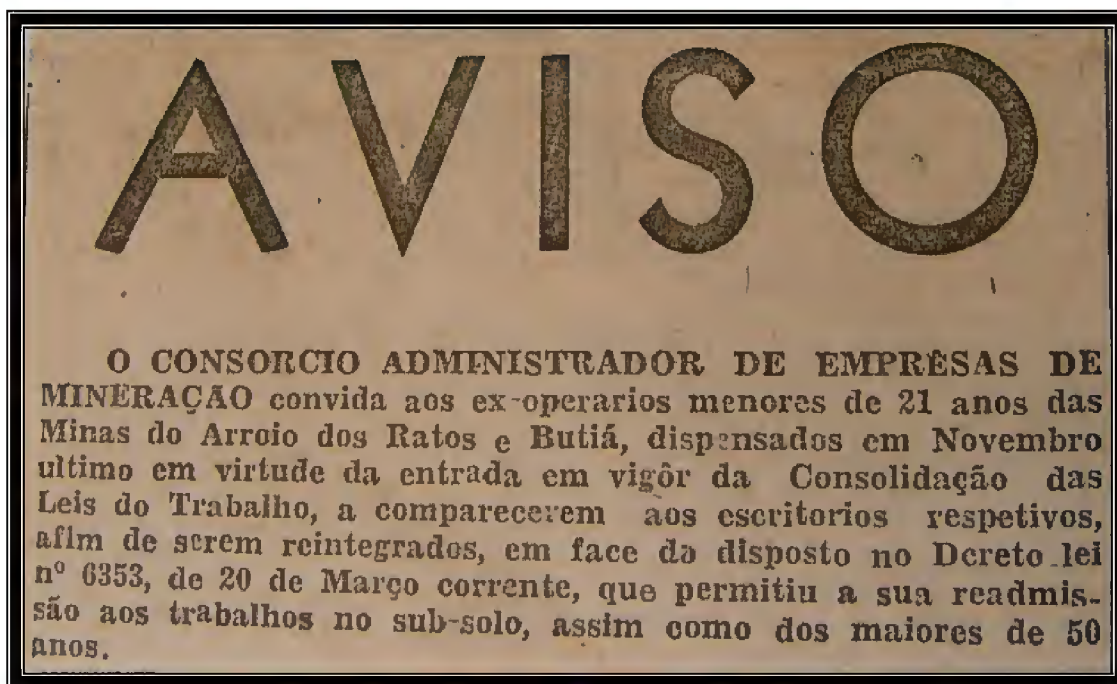 AVISO
O CONSORCIO ADMINISTRADOR DE EMPRÊSAS DE
MINERAÇÃO convida aos ex-operarios menores de 21 anos das
Minas do Arroio dos Ratos e Butiá, dispensados em Novembro
ultimo em virtude da entrada em vigôr da Consolidação das
Leis do Trabalho, a comparecerem aos escritorios respetivos,
afim de serem reintegrados, em face do disposto no Dcreto lei
nº 6353, de 20 de Março corrente, que permitiu a sua readmis-
são aos trabalhos no sub-solo, assim como dos maiores de 50
anos.